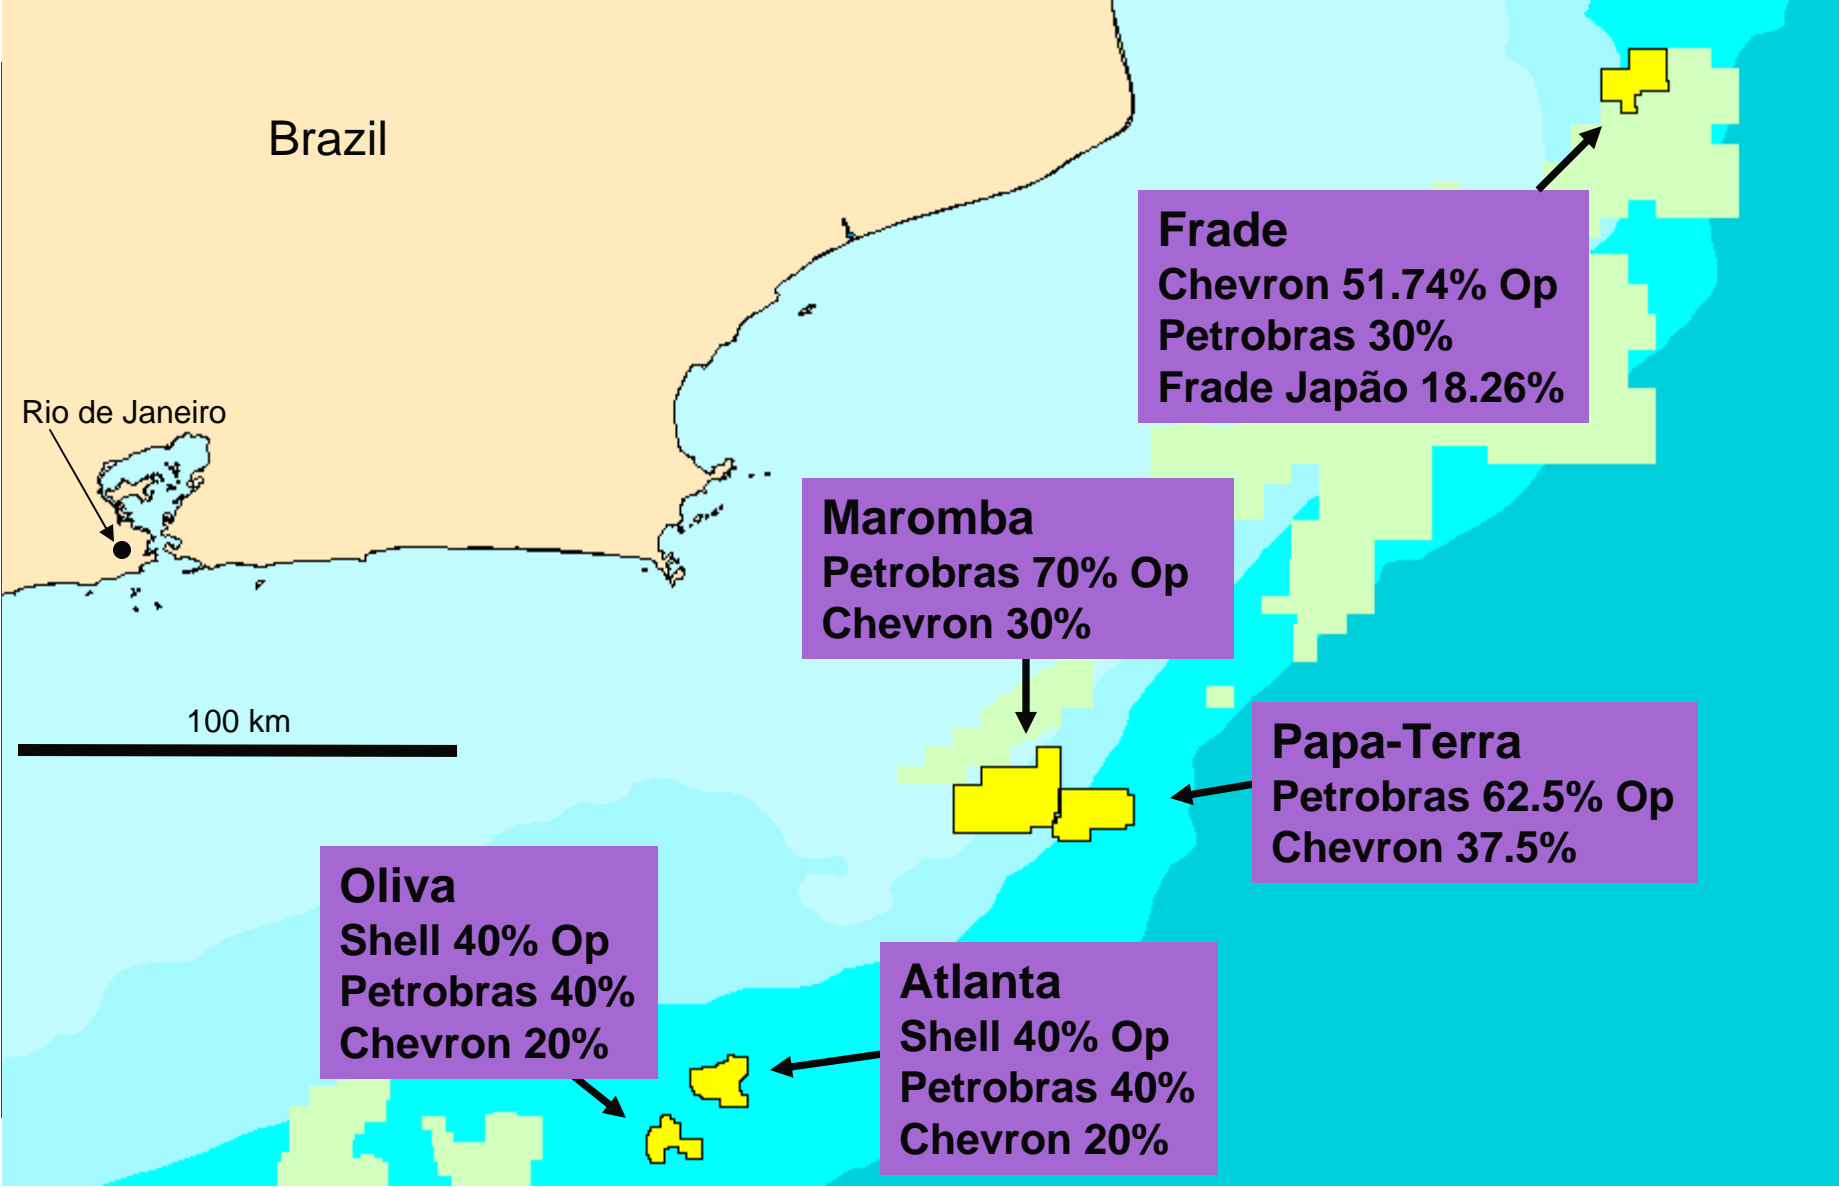 Brazil
Frade
Chevron 51.74% Op
Petrobras 30%
Frade Japão 18.26%
Rio de Janeiro
Maromba
Petrobras 70% Op
Chevron 30%
100 km
Papa-Terra
Petrobras 62.5% Op
Chevron 37.5%
Oliva
Shell 40% Op
Petrobras 40%
Chevron 20%
Atlanta
Shell 40% Op
Petrobras 40%
Chevron 20%